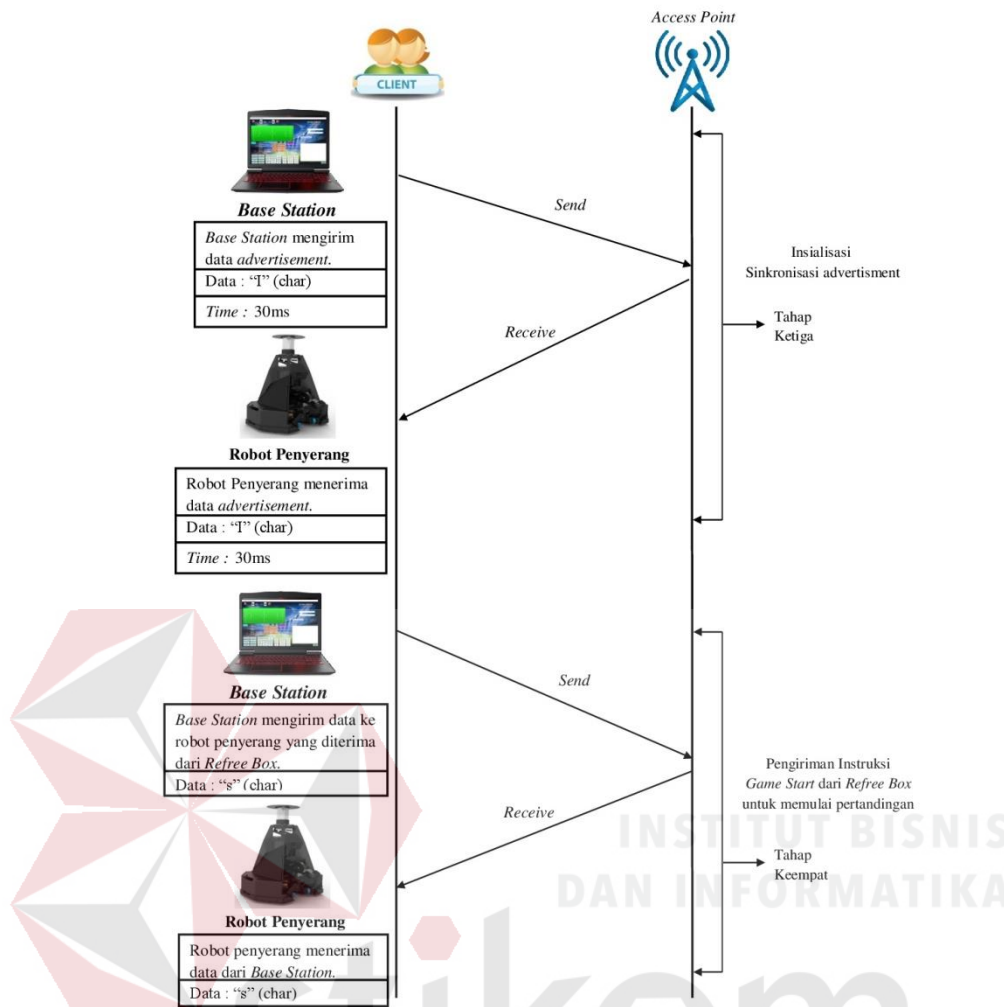 Access Point
CLIENT
Base Station
Base Station mengirim
data advertisement.
Data : “I” (char)
Time : 30ms
Send
Insialisasi
Sinkronisasi advertisment
Tahap
Ketiga
Receive
Robot Penyerang
Robot Penyerang menerima
data advertisement.
Data : “I” (char)
Time : 30ms
Base Station
Base Station mengirim data ke
robot penyerang yang diterima
dari Refree Box.
Data : “s” (char)
Send
Pengiriman Instruksi
Game Start dari Refree Box
untuk memulai pertandingan
Receive
Tahap
Keempat
Robot Penyerang
Robot penyerang menerima
data dari Base Station.
Data : “s” (char)
INSTITUT BISNIS
DAN INFORMATIKA
stikom